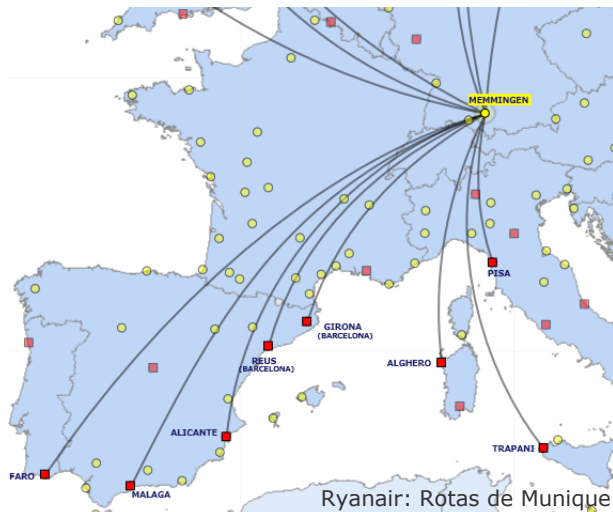 MEMMINGEN
PISA
GIRONA
(BARCELONA)
REUS
(BARCELONA)
ALGHERO
ALICANTE
TRAPANI
FARO
MALAGA
Ryanair: Rotas de Munique